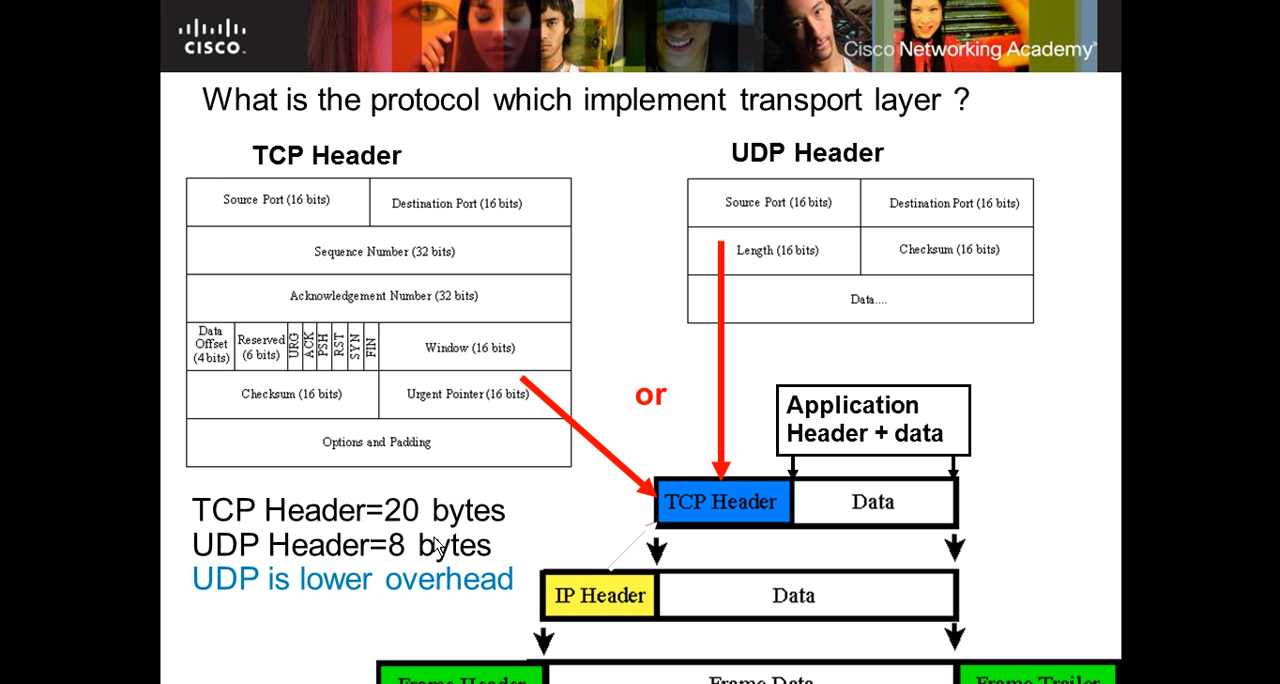 CISCO
Cisco Networking Academy
What is the protocol which implement transport layer ?
TCP Header
UDP Header
Source Port (16 bits)
Destination Port (16 bits)
Sequence Number (32 bits)
Acknowledgement Number (32 bits)
Data
Offset
(4 bits)
Reserved
(6 bits)
URG
ACK
PSH
RST
SYN
FIN
Window (16 bits)
Checksum (16 bits)
Urgent Pointer (16 bits)
Options and Padding
Source Port (16 bits)
Destination Port (16 bits)
Length (16 bits)
Checksum (16 bits)
Data....
or
Application
Header + data
TCP Header
Data
TCP Header=20 bytes
UDP Header=8 bytes
UDP is lower overhead
IP Header
Data
Frame Header
Frame Data
Frame Trailer